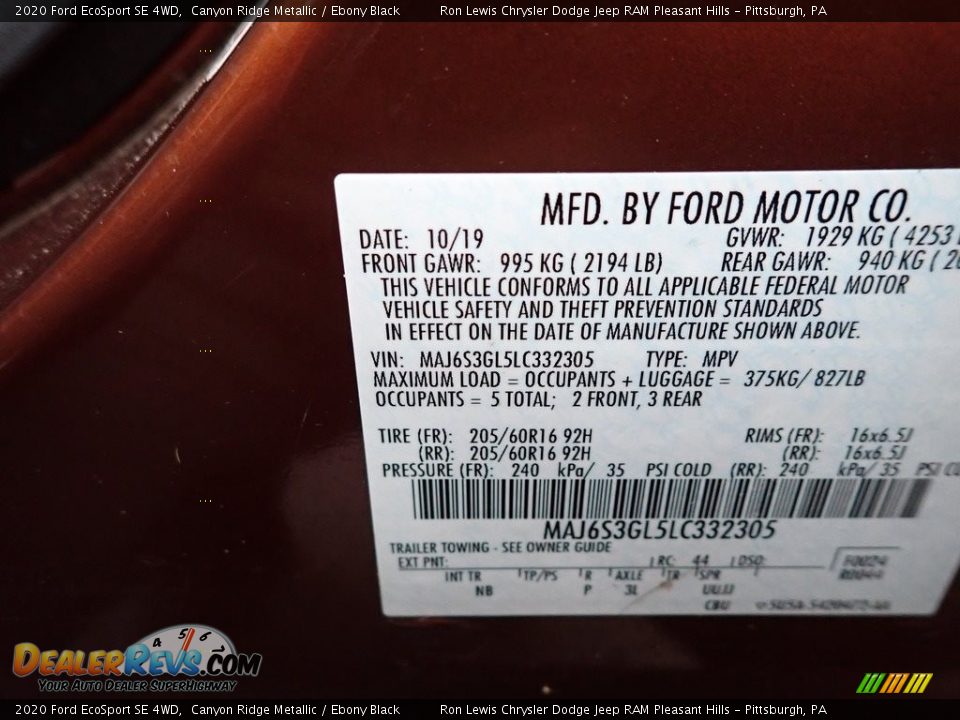 2020 Ford EcoSport SE 4WD, Canyon Ridge Metallic / Ebony Black Ron Lewis Chrysler Dodge Jeep RAM Pleasant Hills - Pittsburgh, PA
MFD. BY FORD MOTOR CO.
DATE: 10/19 GVWR: 1929 KG ( 4253
FRONT GAWR: 995 KG ( 2194 LB) REAR GAWR: 940 KG
THIS VEHICLE CONFORMS TO ALL APPLICABLE FEDERAL MOTOR
VEHICLE SAFETY AND THEFT PREVENTION STANDARDS
IN EFFECT ON THE DATE OF MANUFACTURE SHOWN ABOVE.
VIN: MAJ6S3GL5LC332305 TYPE: MPV
MAXIMUM LOAD = OCCUPANTS + LUGGAGE = 375KG/ 827LB
OCCUPANTS = 5 TOTAL; 2 FRONT, 3 REAR
TIRE (FR): 205/60R16 92H RIMS (FR): 16x6.5J
(RR): 205/60R16 92H (RR): 16x6.5J
PRESSURE (FR): 240 kPa/ 35 PSI COLD (RR): 240 kPa/ 35 PSI
MAJ6S3GL5LC332305
TRAILER TOWING - SEE OWNER GUIDE
EXT PNT: RC: 44 DSO:
INT TR TP/PS R AXLE TR SPR
NB P 3L UUJJ
CBU
4 5 6
DEALERREVS.COM
YOUR AUTO DEALER SUPERHIGHWAY
2020 Ford EcoSport SE 4WD, Canyon Ridge Metallic / Ebony Black Ron Lewis Chrysler Dodge Jeep RAM Pleasant Hills - Pittsburgh, PA